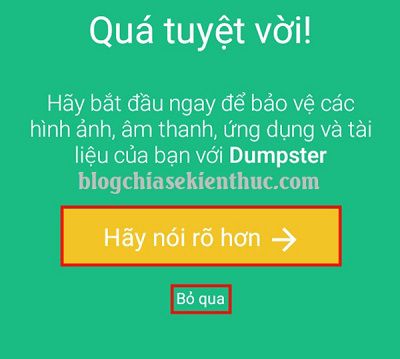 Quá tuyệt vời!
Hãy bắt đầu ngay để bảo vệ các
hình ảnh, âm thanh, ứng dụng và tài
liệu của bạn với Dumpster
blogchiasekienthuc.com
Hãy nói rõ hơn →
Bỏ qua